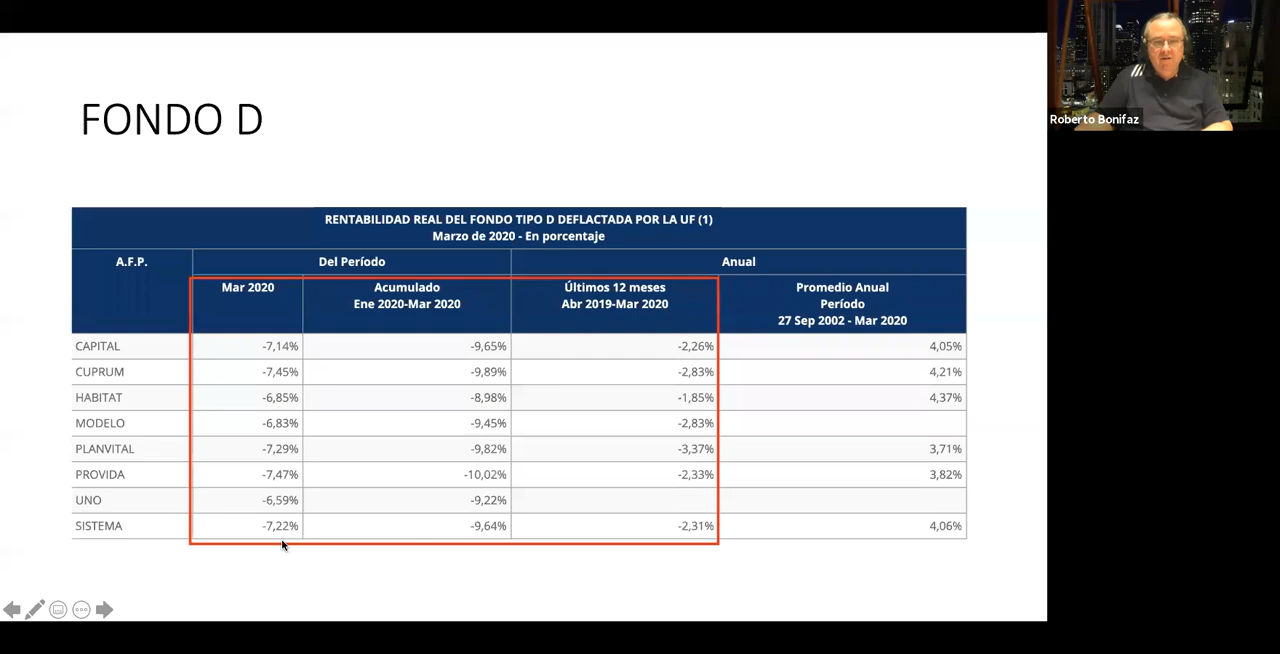 FONDO D
RENTABILIDAD REAL DEL FONDO TIPO D DEFLACTADA POR LA UF (1)
Marzo de 2020 - En porcentaje
A.F.P. Del Período Anual
Mar 2020 Acumulado Últimos 12 meses Promedio Anual
Ene 2020-Mar 2020 Abr 2019-Mar 2020 Período
27 Sep 2002 - Mar 2020
CAPITAL -7,14% -9,65% -2,26% 4,05%
CUPRUM -7,45% -9,89% -2,83% 4,21%
HABITAT -6,85% -8,98% -1,85% 4,37%
MODELO -6,83% -9,45% -2,83%
PLANVITAL -7,29% -9,82% -3,37% 3,71%
PROVIDA -7,47% -10,02% -2,33% 3,82%
UNO -6,59% -9,22%
SISTEMA -7,22% -9,64% -2,31% 4,06%
Roberto Bonifaz